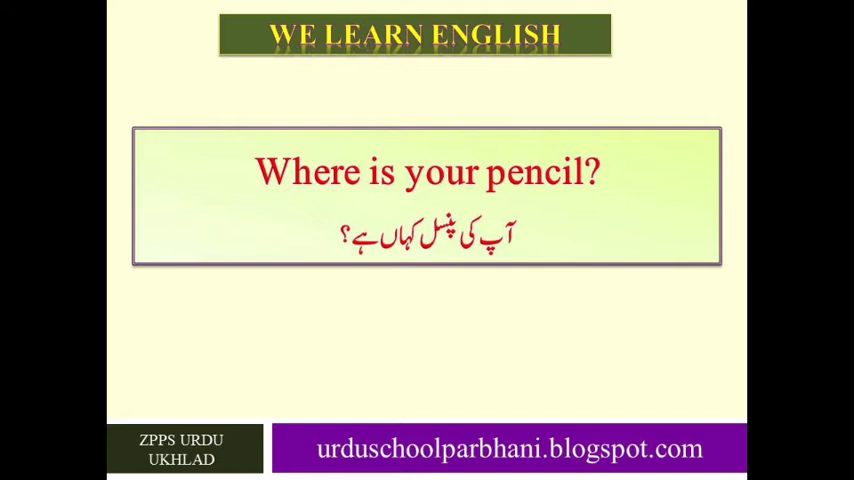 WE LEARN ENGLISH
Where is your pencil?
آپ کی پنسل کہاں ہے؟
ZPPS URDU
UKHLAD
urduschoolparbhani.blogspot.com